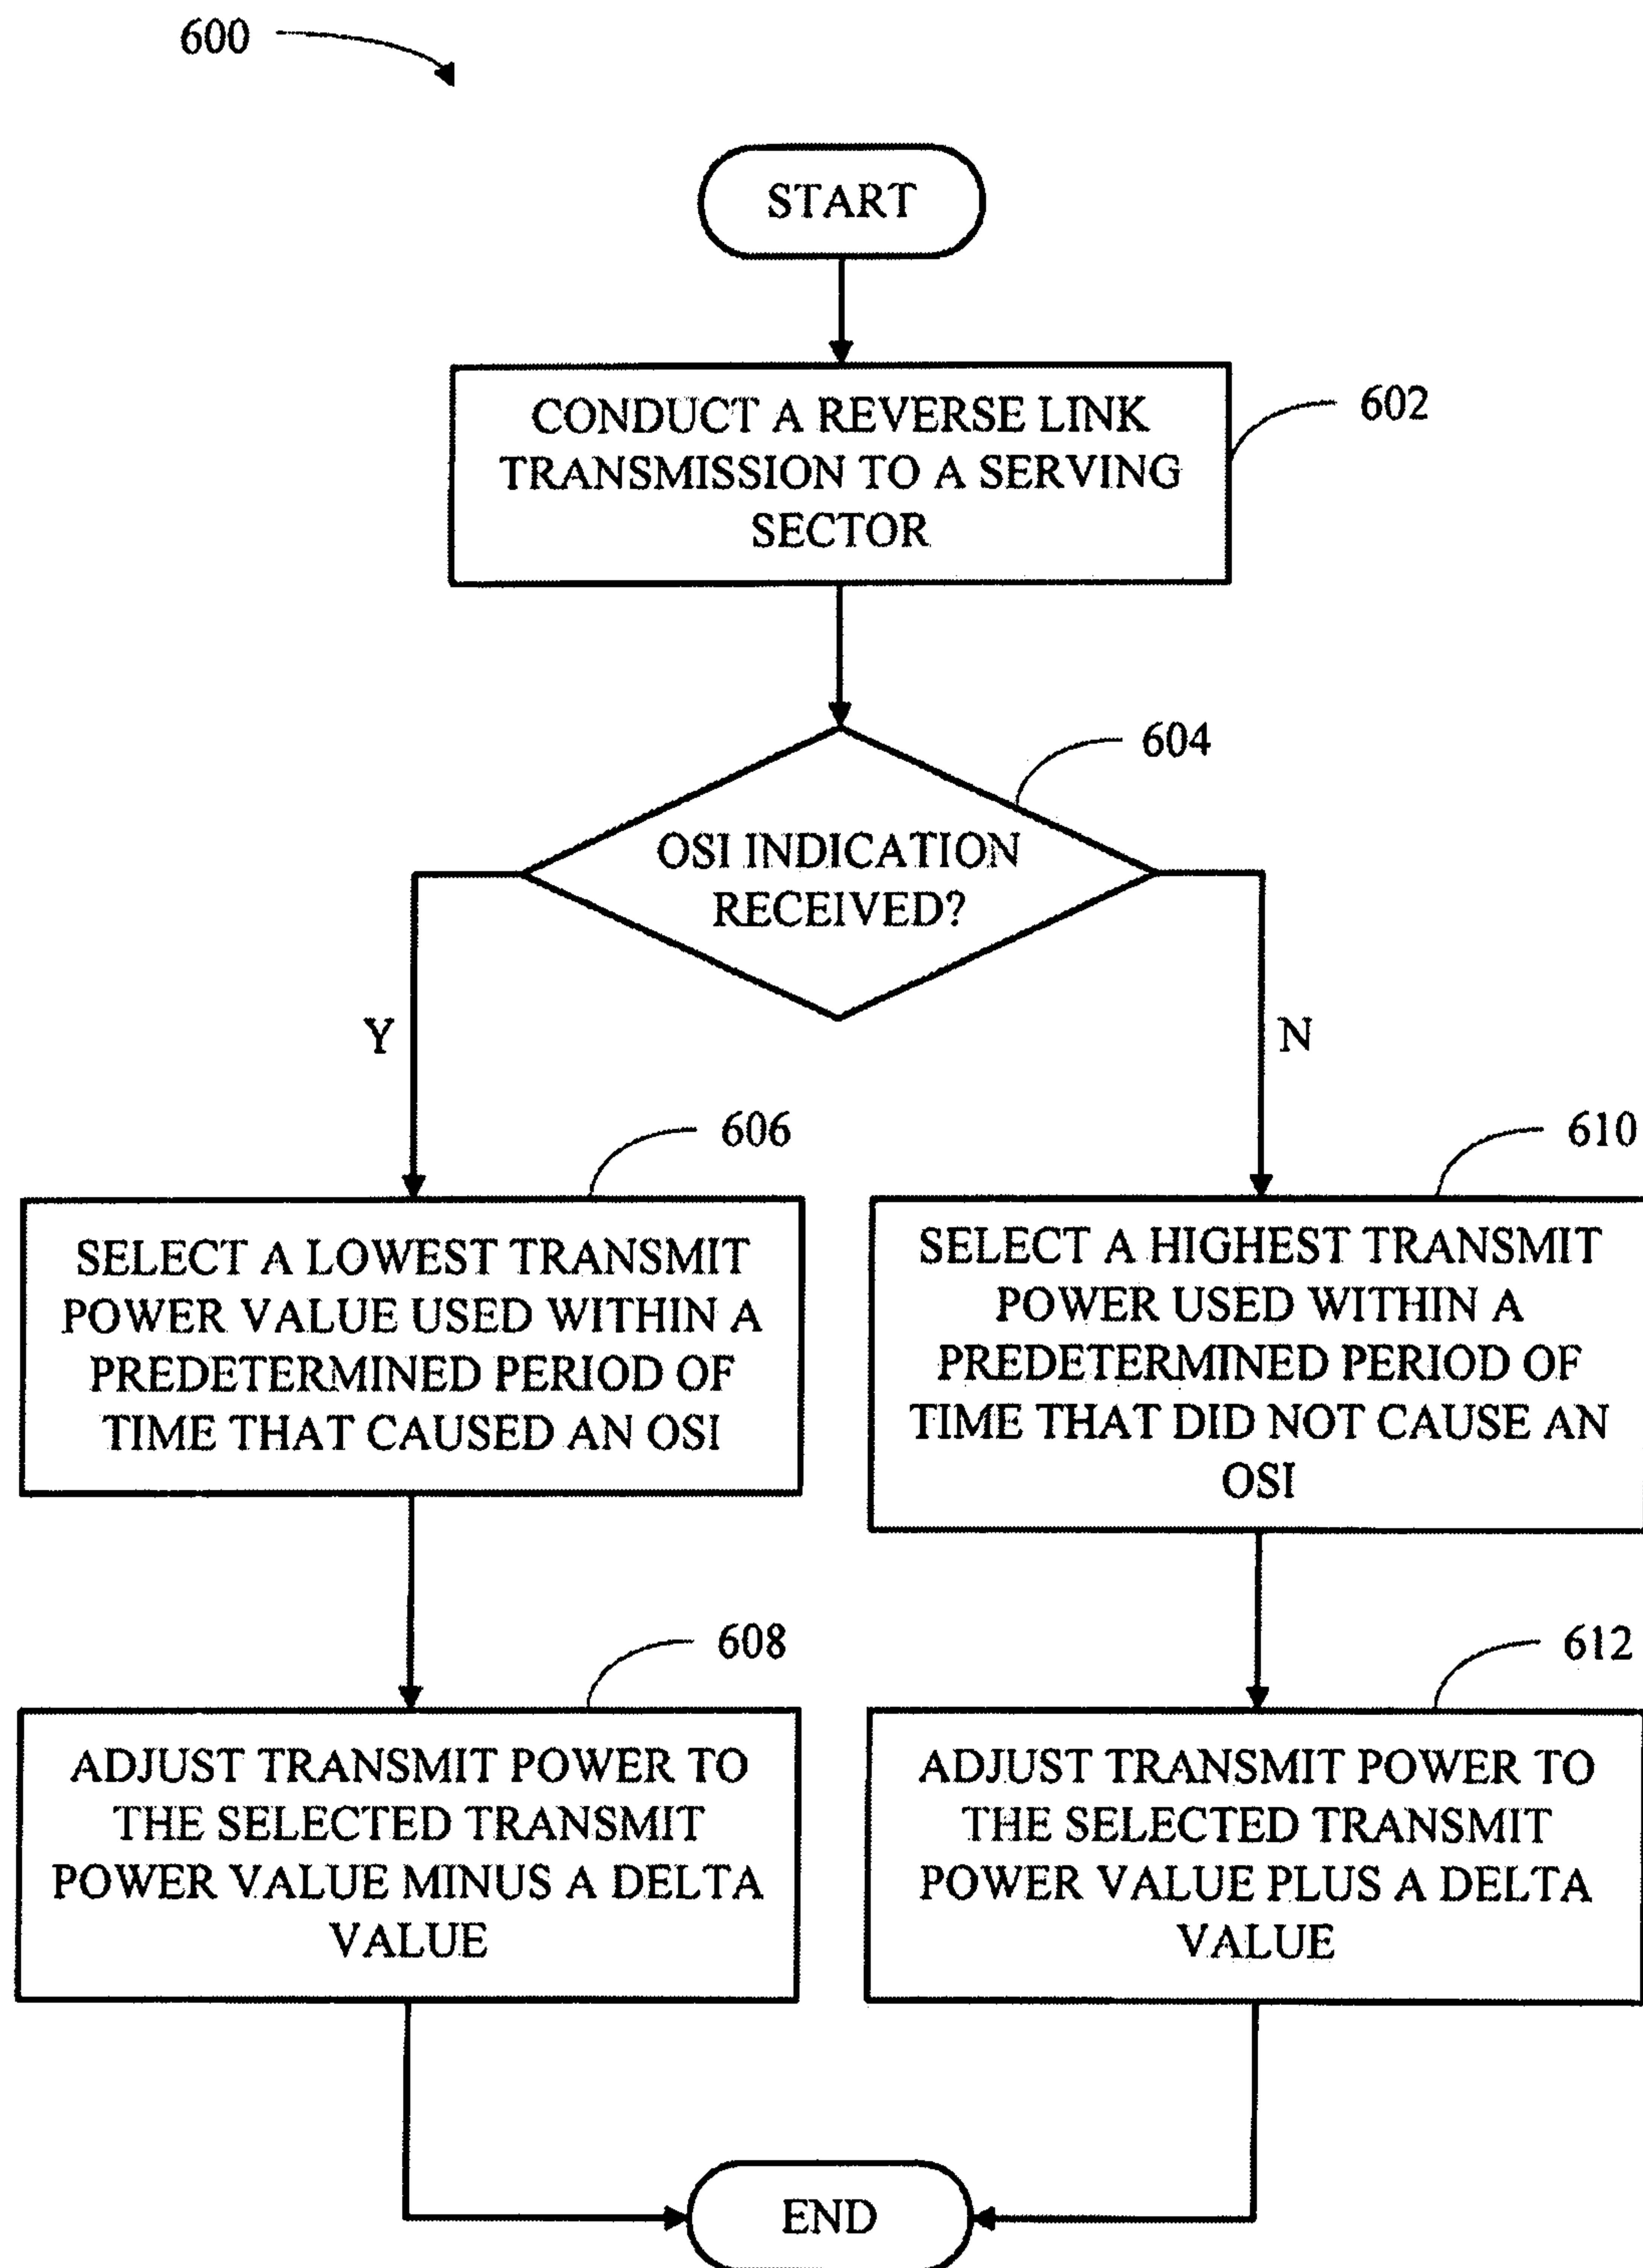 600
START
CONDUCT A REVERSE LINK
TRANSMISSION TO A SERVING
SECTOR
602
604
OSI INDICATION
RECEIVED?
Y
N
606
SELECT A LOWEST TRANSMIT
POWER VALUE USED WITHIN A
PREDETERMINED PERIOD OF
TIME THAT CAUSED AN OSI
610
SELECT A HIGHEST TRANSMIT
POWER USED WITHIN A
PREDETERMINED PERIOD OF
TIME THAT DID NOT CAUSE AN
OSI
608
ADJUST TRANSMIT POWER TO
THE SELECTED TRANSMIT
POWER VALUE MINUS A DELTA
VALUE
612
ADJUST TRANSMIT POWER TO
THE SELECTED TRANSMIT
POWER VALUE PLUS A DELTA
VALUE
END